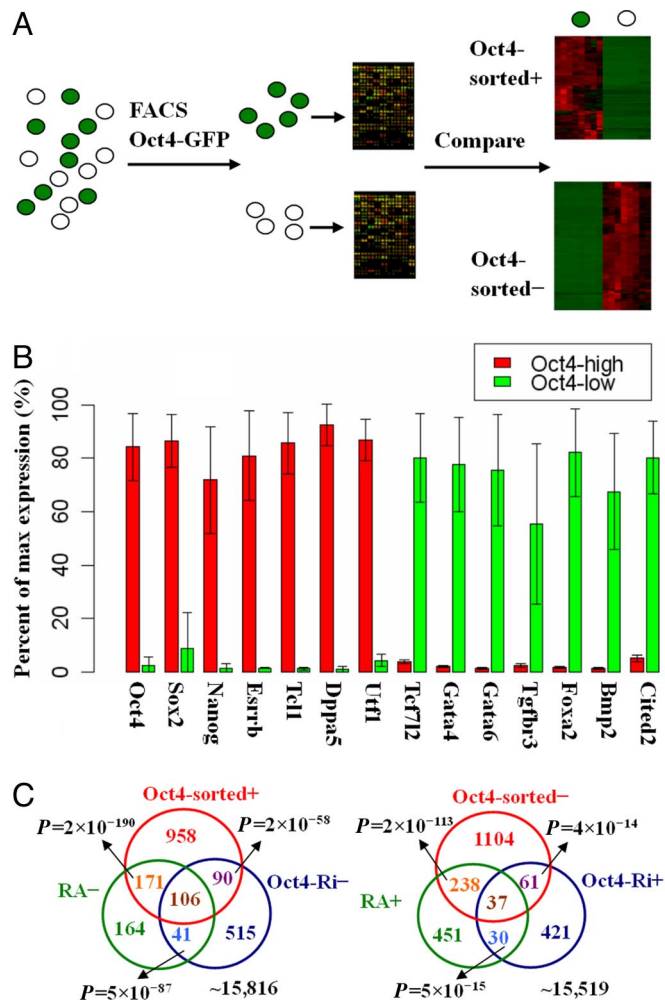 A
FACS
Oct4-GFP
Compare
Oct4-
sorted+
Oct4-
sorted−
B
Percent of max expression (%)
100
80
60
40
20
0
Oct4-high
Oct4-low
Oct4
Sox2
Nanog
Esrrb
Tcl1
Dppa5
Utf1
Tcf7l2
Gata4
Gata6
Tgfbr3
Foxa2
Bmp2
Cited2
C
Oct4-sorted+
P=2×10⁻¹⁹⁰
P=2×10⁻⁵⁸
958
171
90
RA−
106
Oct4-Ri−
164
41
515
P=5×10⁻⁸⁷
~15,816
Oct4-sorted−
P=2×10⁻¹¹³
P=4×10⁻¹⁴
1104
238
61
RA+
37
Oct4-Ri+
451
30
421
P=5×10⁻¹⁵
~15,519